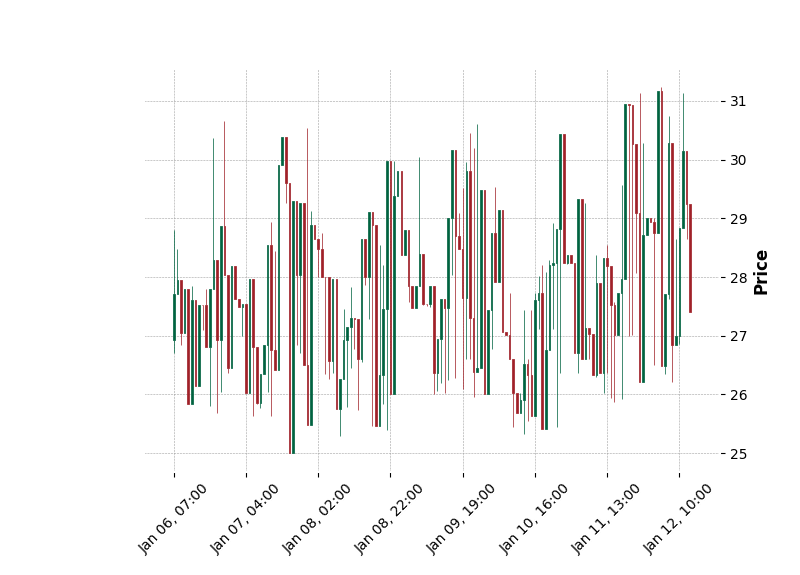 31
30
29
28
27
26
25
Price
Jan 06, 07:00
Jan 07, 04:00
Jan 08, 02:00
Jan 08, 22:00
Jan 09, 19:00
Jan 10, 16:00
Jan 11, 13:00
Jan 12, 10:00